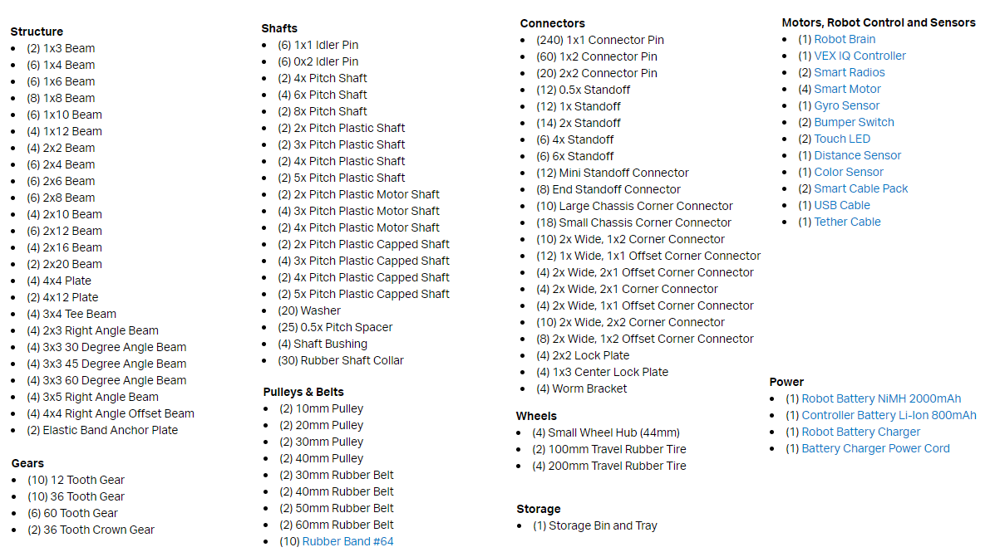 Structure
• (2) 1x3 Beam
• (6) 1x4 Beam
• (6) 1x6 Beam
• (8) 1x8 Beam
• (6) 1x10 Beam
• (4) 1x12 Beam
• (4) 2x2 Beam
• (6) 2x4 Beam
• (6) 2x6 Beam
• (6) 2x8 Beam
• (4) 2x10 Beam
• (6) 2x12 Beam
• (4) 2x16 Beam
• (2) 2x20 Beam
• (4) 4x4 Plate
• (2) 4x12 Plate
• (4) 3x4 Tee Beam
• (4) 2x3 Right Angle Beam
• (4) 3x3 30 Degree Angle Beam
• (4) 3x3 45 Degree Angle Beam
• (4) 3x3 60 Degree Angle Beam
• (4) 3x5 Right Angle Beam
• (4) 4x4 Right Angle Offset Beam
• (2) Elastic Band Anchor Plate
Gears
• (10) 12 Tooth Gear
• (10) 36 Tooth Gear
• (6) 60 Tooth Gear
• (2) 36 Tooth Crown Gear
Shafts
• (6) 1x1 Idler Pin
• (6) 0x2 Idler Pin
• (2) 4x Pitch Shaft
• (4) 6x Pitch Shaft
• (2) 8x Pitch Shaft
• (2) 2x Pitch Plastic Shaft
• (2) 3x Pitch Plastic Shaft
• (2) 4x Pitch Plastic Shaft
• (2) 5x Pitch Plastic Shaft
• (2) 2x Pitch Plastic Motor Shaft
• (4) 3x Pitch Plastic Motor Shaft
• (2) 4x Pitch Plastic Motor Shaft
• (2) 2x Pitch Plastic Capped Shaft
• (4) 3x Pitch Plastic Capped Shaft
• (2) 4x Pitch Plastic Capped Shaft
• (2) 5x Pitch Plastic Capped Shaft
• (20) Washer
• (25) 0.5x Pitch Spacer
• (4) Shaft Bushing
• (30) Rubber Shaft Collar
Pulleys & Belts
• (2) 10mm Pulley
• (2) 20mm Pulley
• (2) 30mm Pulley
• (2) 40mm Pulley
• (2) 30mm Rubber Belt
• (2) 40mm Rubber Belt
• (2) 50mm Rubber Belt
• (2) 60mm Rubber Belt
• (10) Rubber Band #64
Connectors
• (240) 1x1 Connector Pin
• (60) 1x2 Connector Pin
• (20) 2x2 Connector Pin
• (12) 0.5x Standoff
• (12) 1x Standoff
• (14) 2x Standoff
• (6) 4x Standoff
• (6) 6x Standoff
• (12) Mini Standoff Connector
• (8) End Standoff Connector
• (10) Large Chassis Corner Connector
• (18) Small Chassis Corner Connector
• (10) 2x Wide, 1x2 Corner Connector
• (12) 1x Wide, 1x1 Offset Corner Connector
• (4) 2x Wide, 2x1 Offset Corner Connector
• (4) 2x Wide, 2x1 Corner Connector
• (4) 2x Wide, 1x1 Offset Corner Connector
• (10) 2x Wide, 2x2 Corner Connector
• (8) 2x Wide, 1x2 Offset Corner Connector
• (4) 2x2 Lock Plate
• (4) 1x3 Center Lock Plate
• (4) Worm Bracket
Wheels
• (4) Small Wheel Hub (44mm)
• (2) 100mm Travel Rubber Tire
• (4) 200mm Travel Rubber Tire
Storage
• (1) Storage Bin and Tray
Motors, Robot Control and Sensors
• (1) Robot Brain
• (1) VEX IQ Controller
• (2) Smart Radios
• (4) Smart Motor
• (1) Gyro Sensor
• (2) Bumper Switch
• (2) Touch LED
• (1) Distance Sensor
• (1) Color Sensor
• (2) Smart Cable Pack
• (1) USB Cable
• (1) Tether Cable
Power
• (1) Robot Battery NiMH 2000mAh
• (1) Controller Battery Li-Ion 800mAh
• (1) Robot Battery Charger
• (1) Battery Charger Power Cord